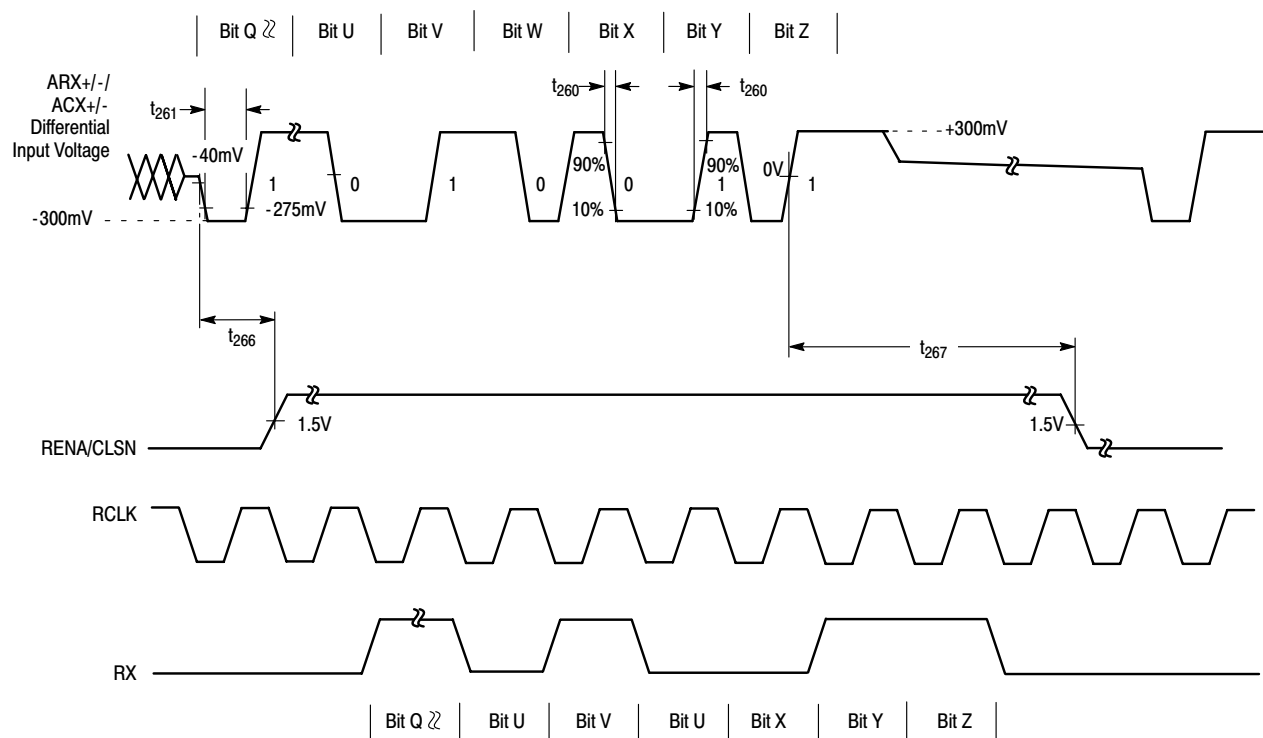 Bit Q Bit U Bit V Bit W Bit X Bit Y Bit Z
ARX+/-/
ACX+/-
Differential
Input Voltage
t261
t260
t260
+300mV
-40mV
90%
90%
0V
1
0
1
0
0
1
1
-275mV
10%
10%
-300mV
t266
t267
1.5V
1.5V
RENA/CLSN
RCLK
RX
Bit Q Bit U Bit V Bit U Bit X Bit Y Bit Z